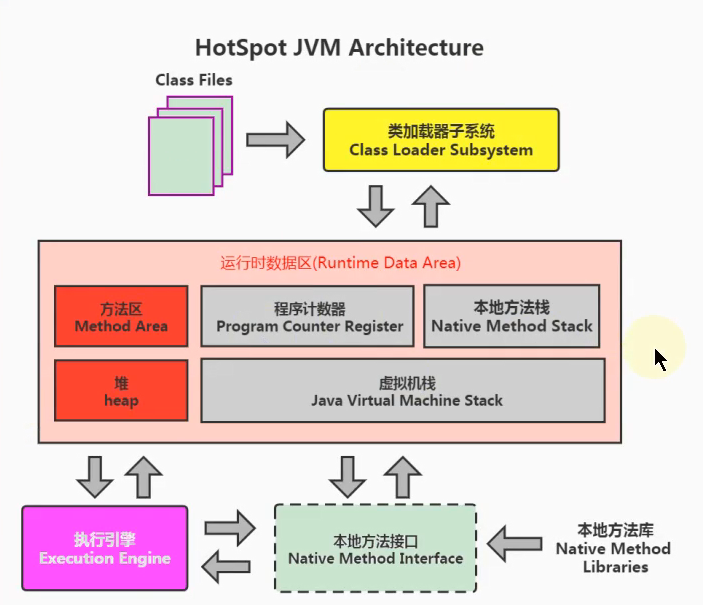 HotSpot JVM Architecture
Class Files
类加载器子系统
Class Loader Subsystem
运行时数据区(Runtime Data Area)
方法区
Method Area
程序计数器
Program Counter Register
本地方法栈
Native Method Stack
堆
heap
虚拟机栈
Java Virtual Machine Stack
执行引擎
Execution Engine
本地方法接口
Native Method Interface
本地方法库
Native Method
Libraries